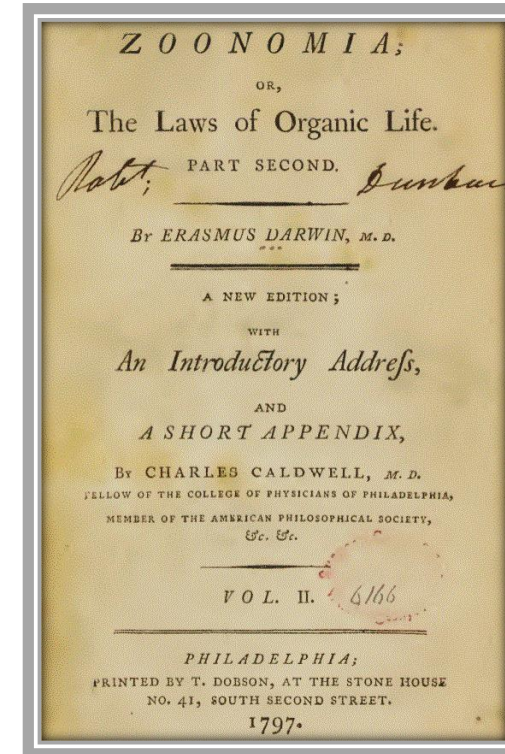 ZOONOMIA;
OR,
The Laws of Organic Life.
PART SECOND.
Robt; Dunbar
By ERASMUS DARWIN, M. D.
A NEW EDITION;
WITH
An Introductory Addreſs,
AND
A SHORT APPENDIX,
By CHARLES CALDWELL, M. D.
FELLOW OF THE COLLEGE OF PHYSICIANS OF PHILADELPHIA,
MEMBER OF THE AMERICAN PHILOSOPHICAL SOCIETY,
&c. &c.
VOL. II. 6166
PHILADELPHIA;
PRINTED BY T. DOBSON, AT THE STONE HOUSE
NO. 41, SOUTH SECOND STREET.
1797.